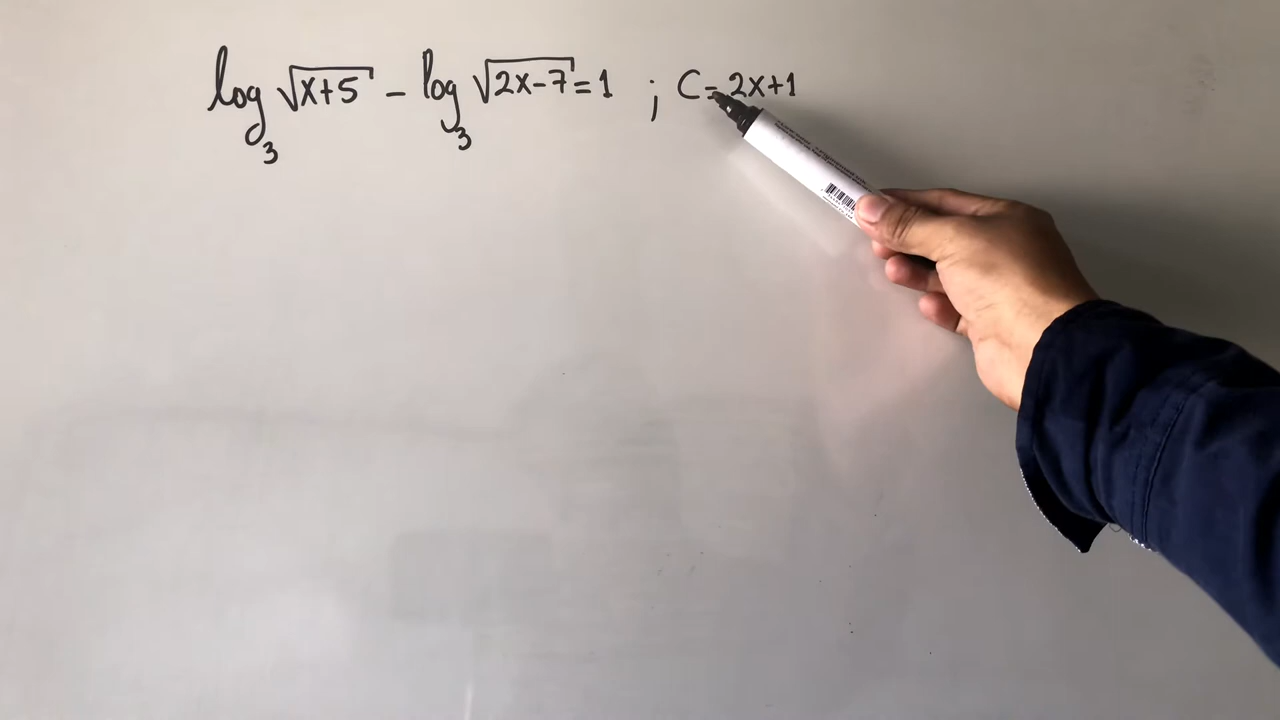 log₃ √(x+5) − log₃ √(2x−7) = 1 ; C = 2x+1